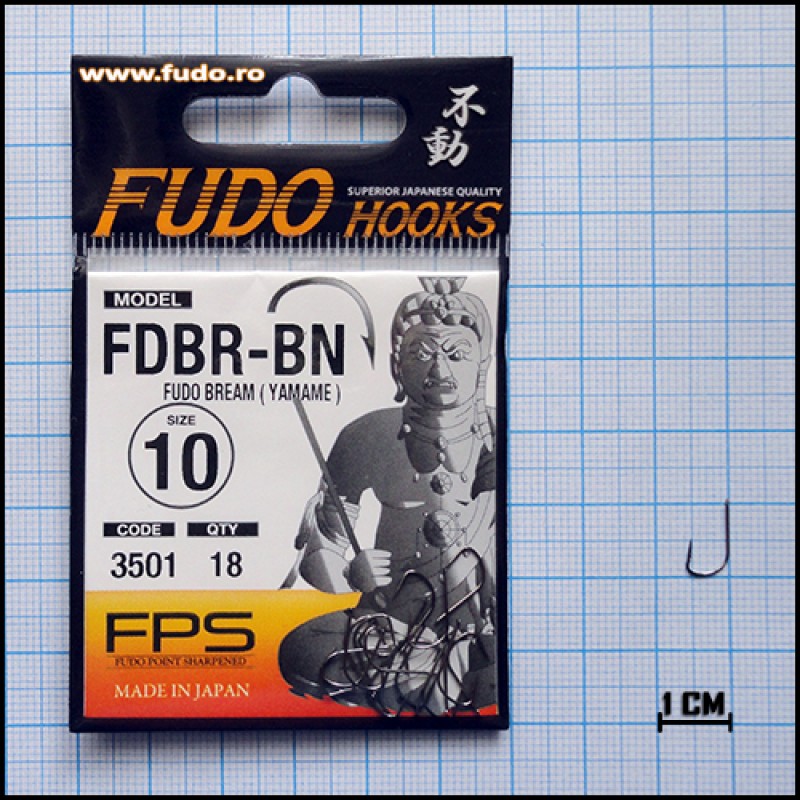 www.fudo.ro
不動
FUDO
SUPERIOR JAPANESE QUALITY
HOOKS
MODEL
FDBR-BN
FUDO BREAM ( YAMAME )
SIZE
10
CODE QTY
3501 18
FPS
FUDO POINT SHARPENED
MADE IN JAPAN
1 CM